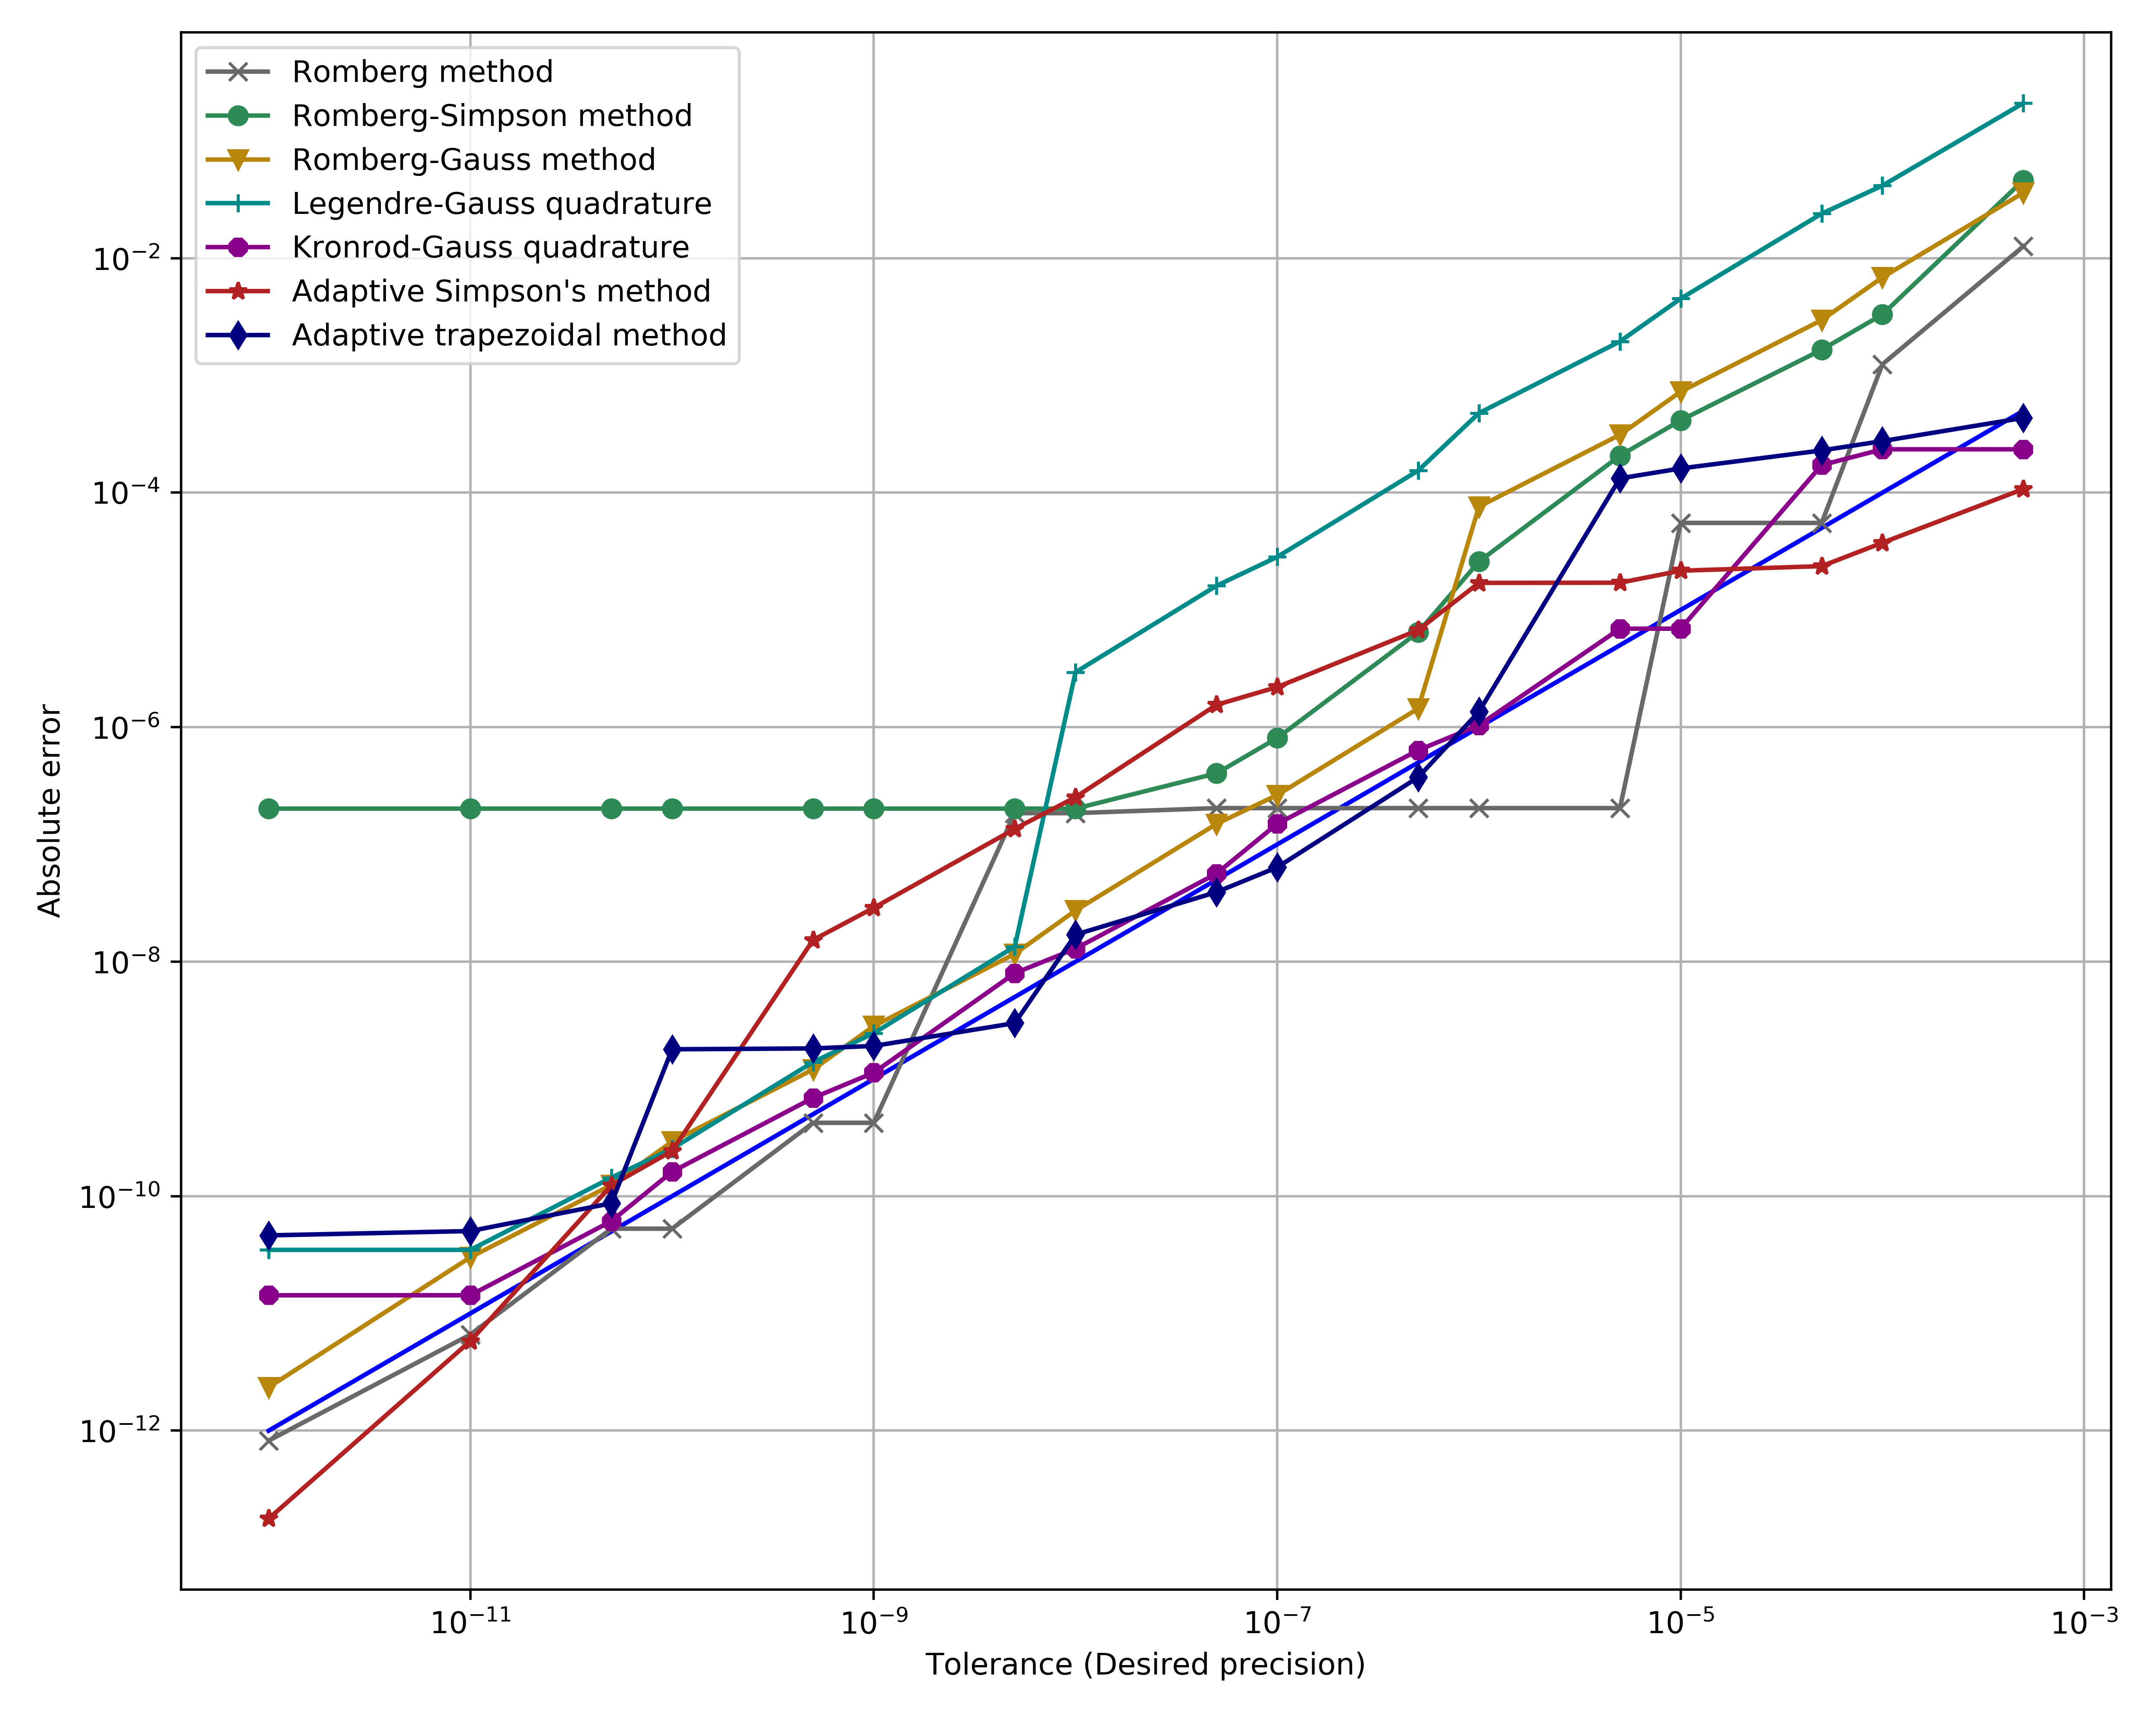 Romberg method
Romberg-Simpson method
Romberg-Gauss method
Legendre-Gauss quadrature
Kronrod-Gauss quadrature
Adaptive Simpson's method
Adaptive trapezoidal method
Absolute error
10⁻²
10⁻⁴
10⁻⁶
10⁻⁸
10⁻¹⁰
10⁻¹²
10⁻¹¹ 10⁻⁹ 10⁻⁷ 10⁻⁵ 10⁻³
Tolerance (Desired precision)